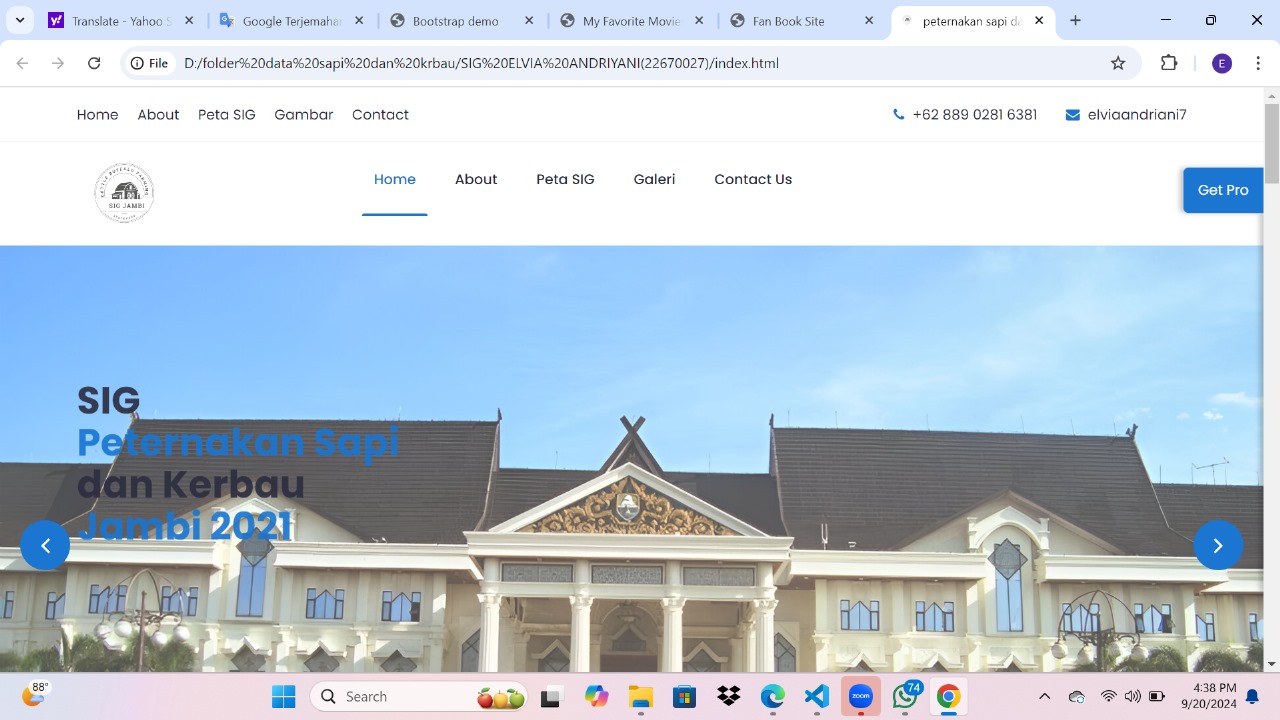 Translate - Yahoo S
Google Terjemahan
Bootstrap demo
My Favorite Movie
Fan Book Site
peternakan sapi da
File
D:/folder%20data%20sapi%20dan%20krbau/SIG%20ELVIA%20ANDRIYANI(22670027)/index.html
E
Home About Peta SIG Gambar Contact
+62 889 0281 6381
elviaandriani7
SIG JAMBI
Home About Peta SIG Galeri Contact Us
Get Pro
SIG
Peternakan Sapi
dan Kerbau
Jambi 2021
88°
Search
zoom
74
4:38 PM
9/20/2024